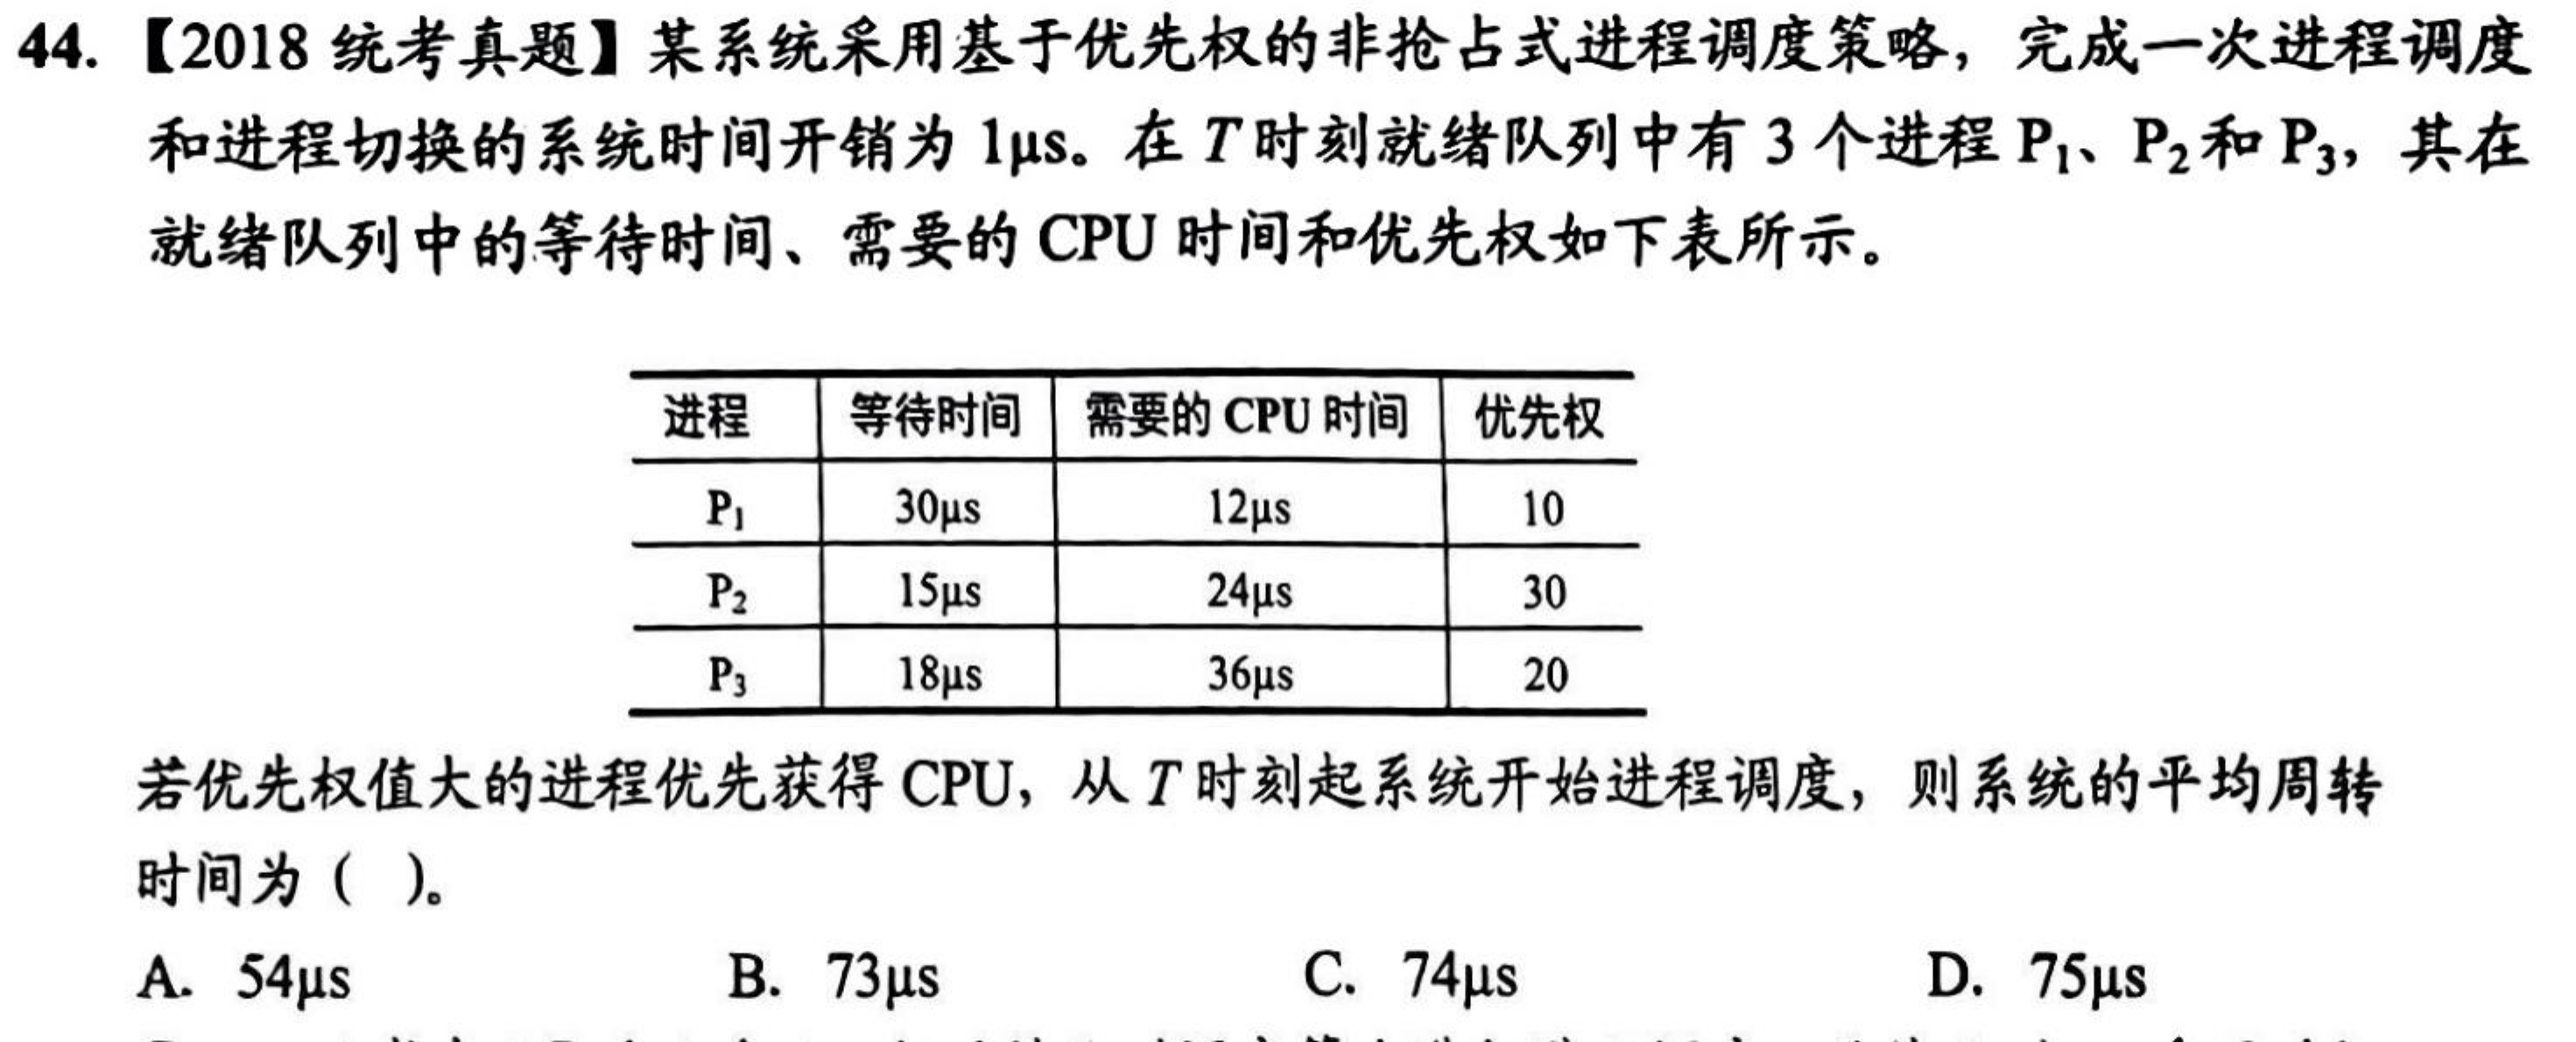 44.【2018 统考真题】某系统采用基于优先权的非抢占式进程调度策略，完成一次进程调度
和进程切换的系统时间开销为 1μs。在 T 时刻就绪队列中有 3 个进程 P₁、P₂和 P₃，其在
就绪队列中的等待时间、需要的 CPU 时间和优先权如下表所示。
进程 等待时间 需要的 CPU 时间 优先权
P₁ 30μs 12μs 10
P₂ 15μs 24μs 30
P₃ 18μs 36μs 20
若优先权值大的进程优先获得 CPU，从 T 时刻起系统开始进程调度，则系统的平均周转
时间为（ ）。
A. 54μs B. 73μs C. 74μs D. 75μs